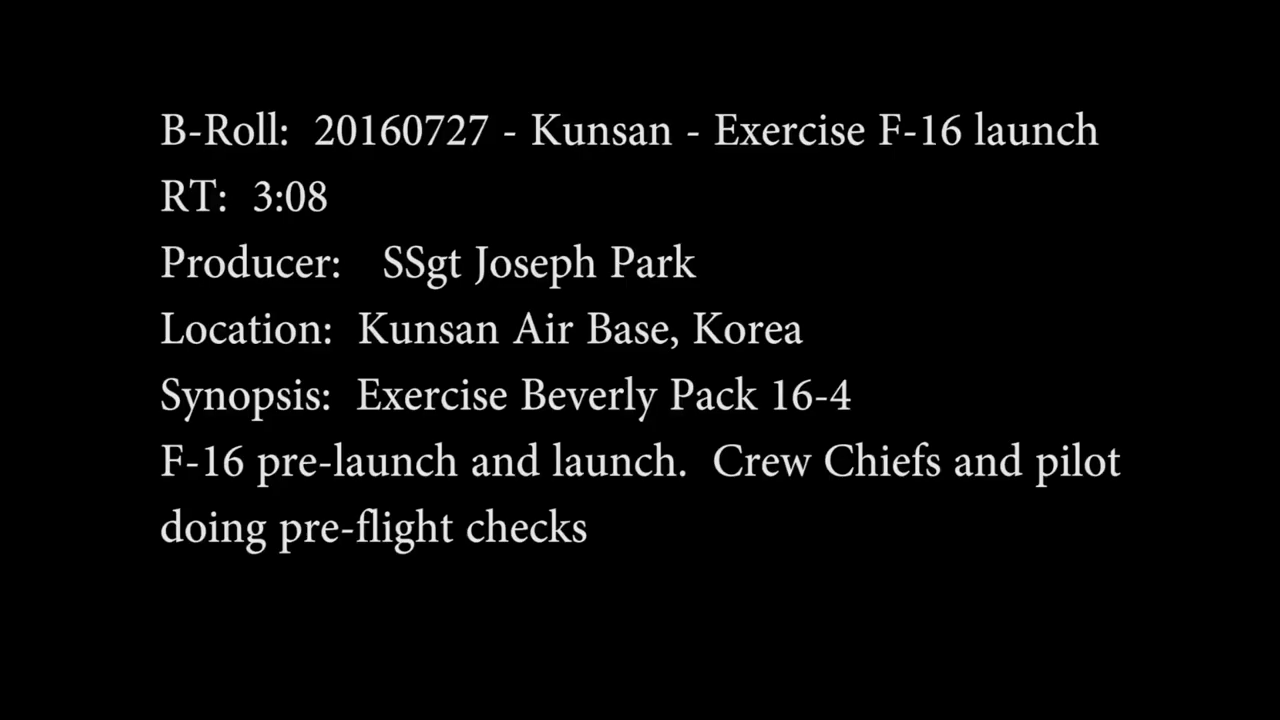 B-Roll:  20160727 - Kunsan - Exercise F-16 launch
RT:  3:08
Producer:   SSgt Joseph Park
Location:  Kunsan Air Base, Korea
Synopsis:  Exercise Beverly Pack 16-4
F-16 pre-launch and launch.  Crew Chiefs and pilot
doing pre-flight checks